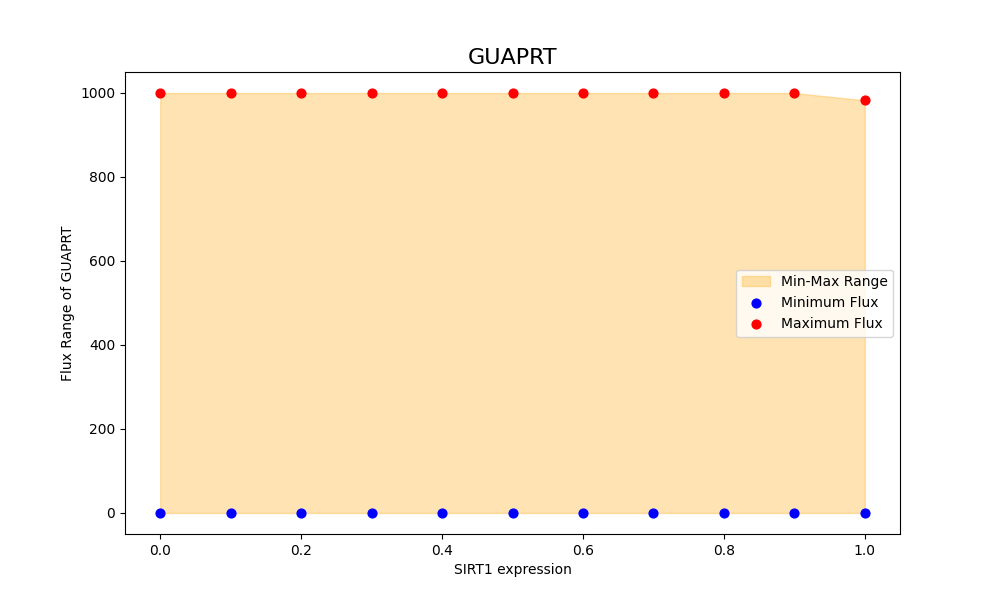 GUAPRT
Flux Range of GUAPRT
1000
800
600
400
200
0
0.0
0.2
0.4
0.6
0.8
1.0
SIRT1 expression
Min-Max Range
Minimum Flux
Maximum Flux